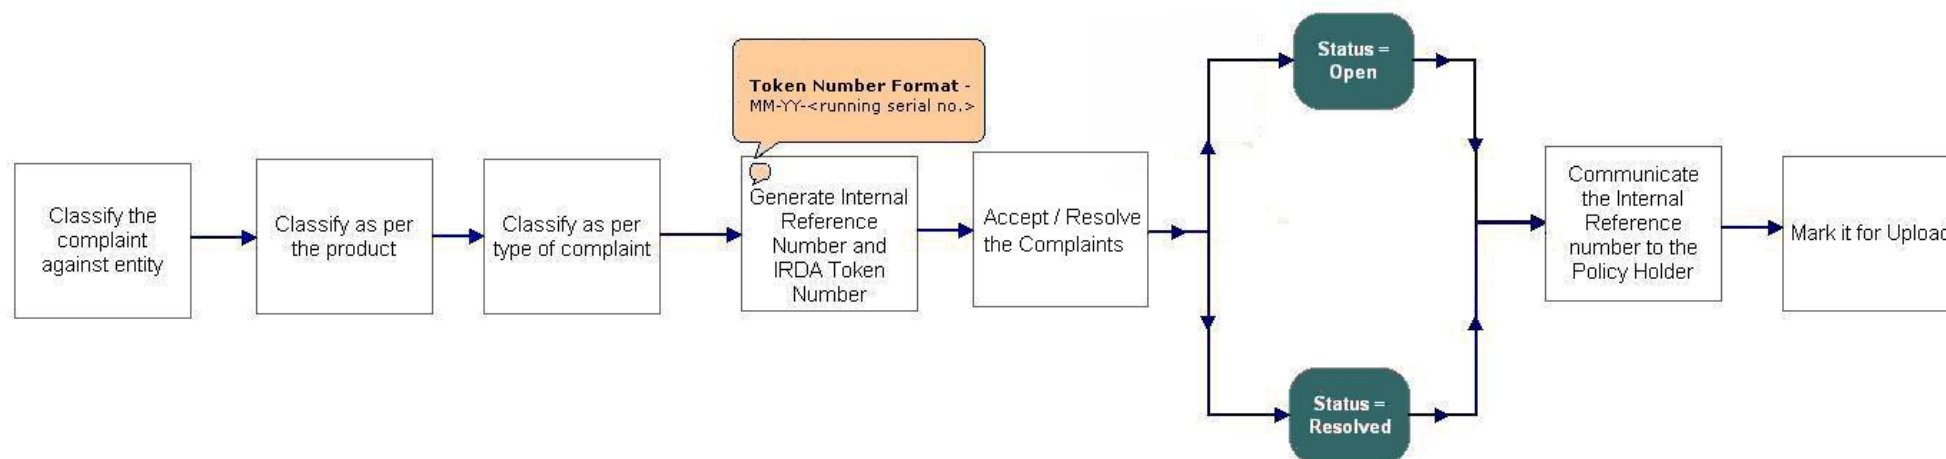 Classify the
complaint
against entity
Classify as per
the product
Classify as per
type of complaint
Token Number Format -
MM-YY-<running serial no.>
Generate Internal
Reference
Number and
IRDA Token
Number
Accept / Resolve
the Complaints
Status =
Open
Status =
Resolved
Communicate
the Internal
Reference
number to the
Policy Holder
Mark it for Upload